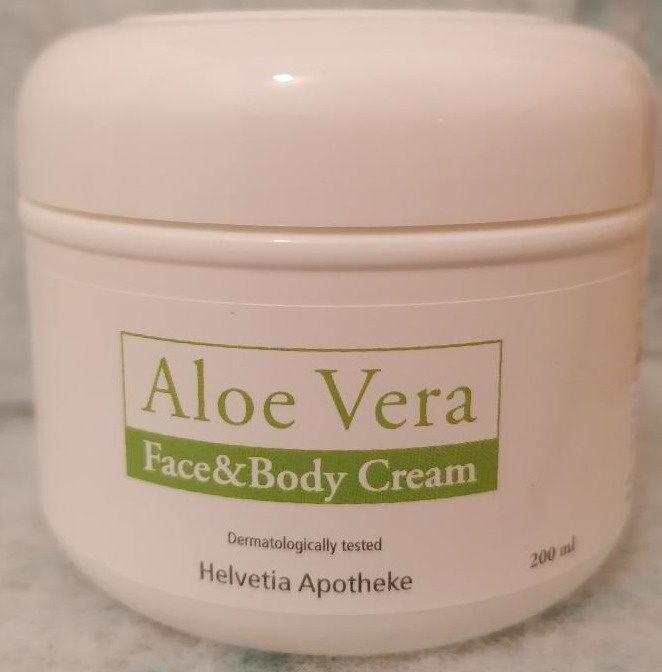 Aloe Vera
Face&Body Cream
Dermatologically tested
Helvetia Apotheke
200 ml